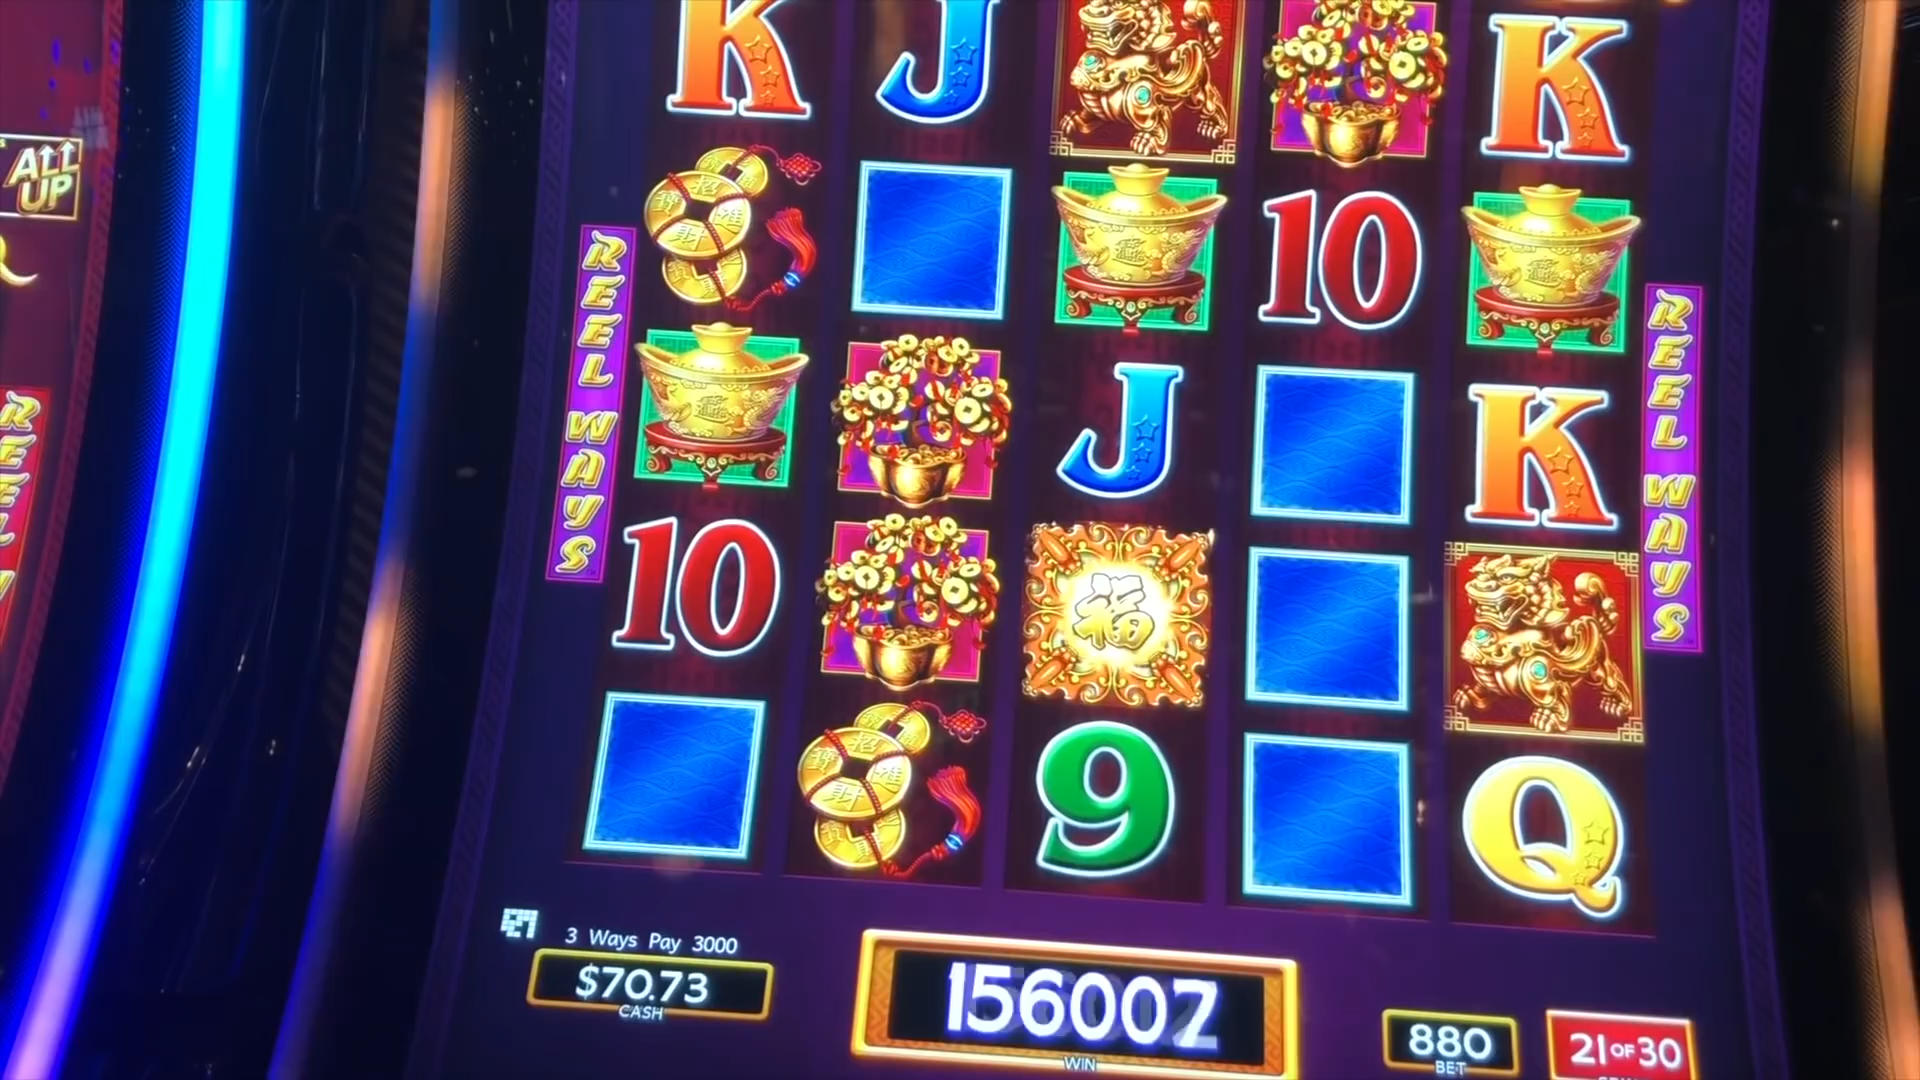 K J K
ALL
UP
10
REEL WAYS
REEL WAYS
REEL
J K
10
福
9
Q
3 Ways Pay 3000
$70.73
CASH
WIN
880
BET
21 OF 30